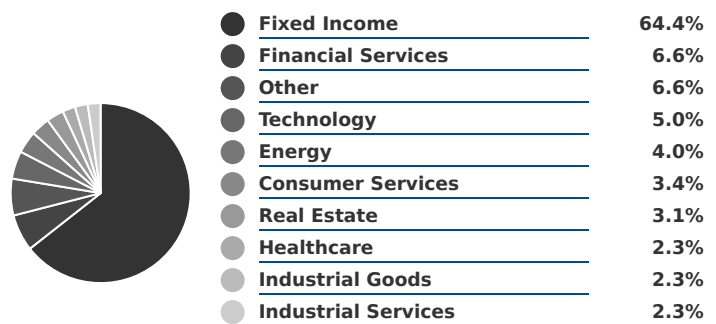 Fixed Income 64.4%
Financial Services 6.6%
Other 6.6%
Technology 5.0%
Energy 4.0%
Consumer Services 3.4%
Real Estate 3.1%
Healthcare 2.3%
Industrial Goods 2.3%
Industrial Services 2.3%